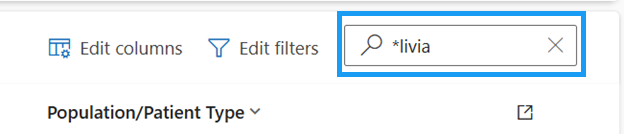 Edit columns Edit filters *livia
Population/Patient Type